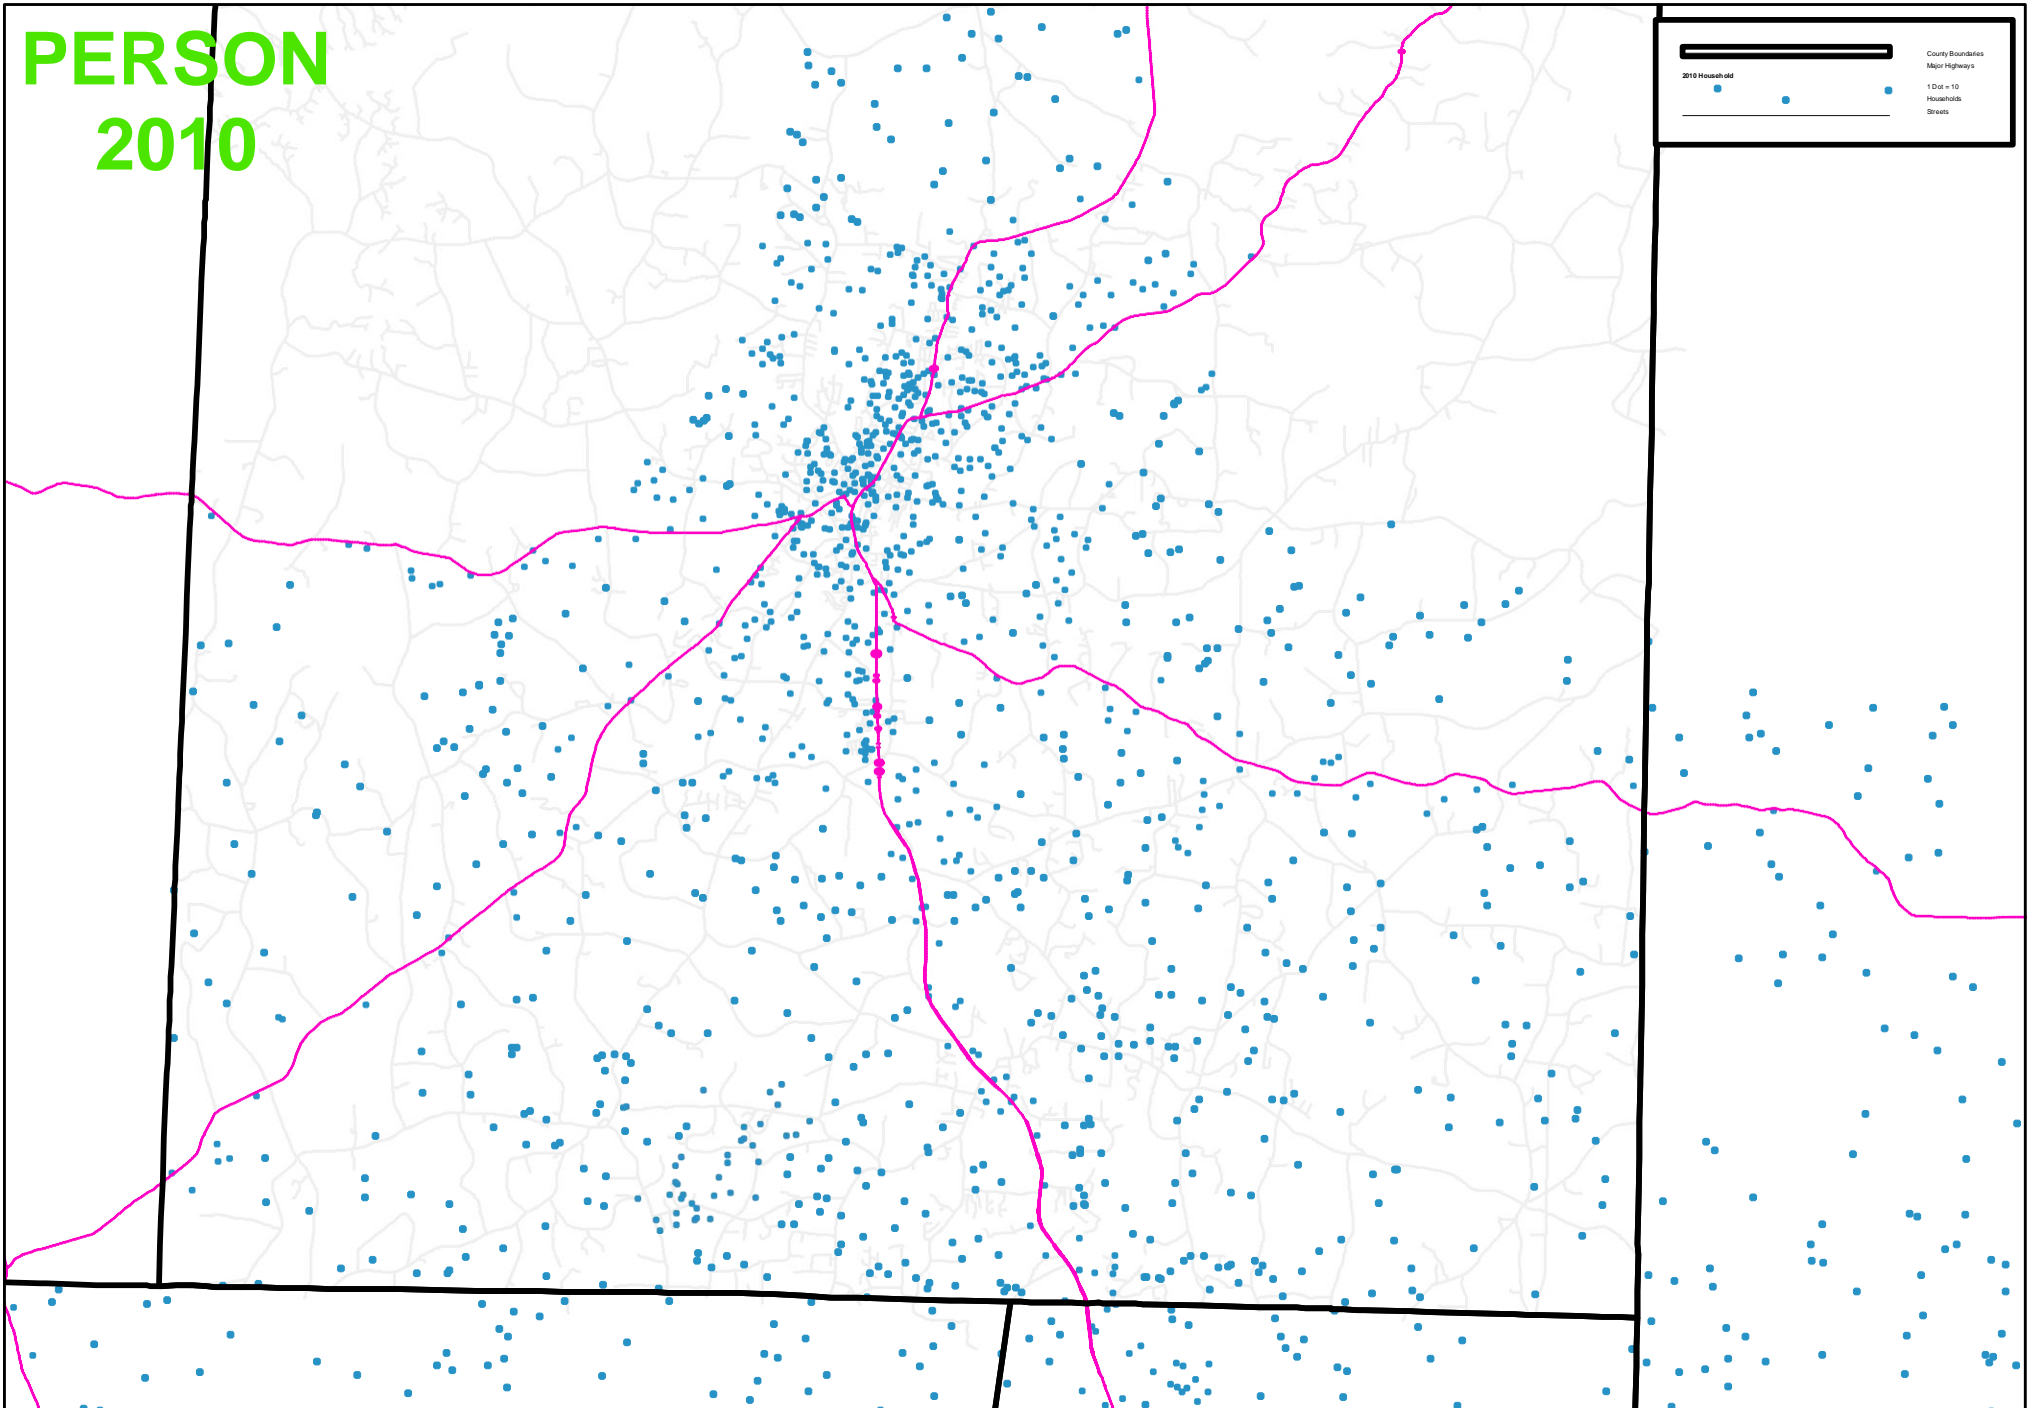 PERSON
2010
County Boundaries
Major Highways
2010 Household
1 Dot = 10
Households
Streets